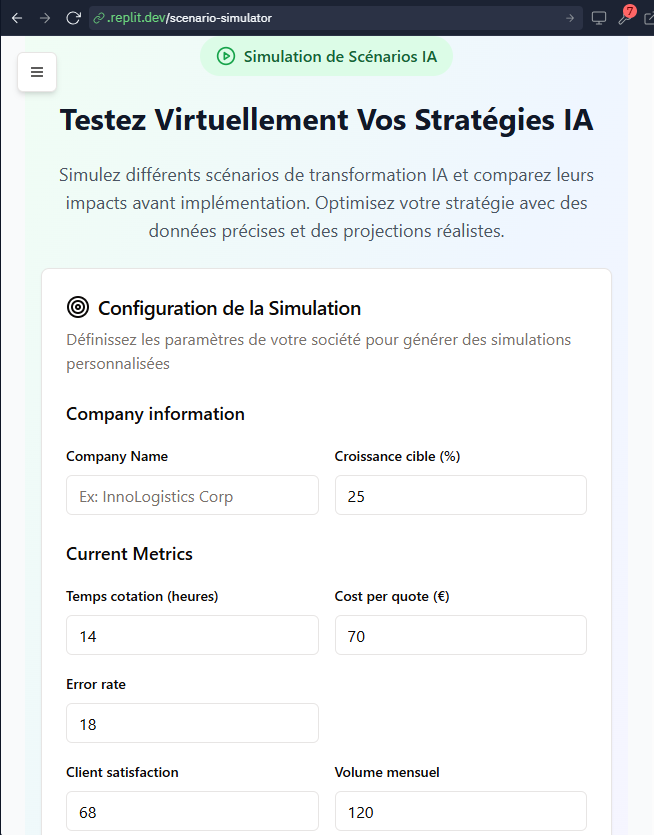 .replit.dev/scenario-simulator
7
Simulation de Scénarios IA
Testez Virtuellement Vos Stratégies IA
Simulez différents scénarios de transformation IA et comparez leurs
impacts avant implémentation. Optimisez votre stratégie avec des
données précises et des projections réalistes.
Configuration de la Simulation
Définissez les paramètres de votre société pour générer des simulations
personnalisées
Company information
Company Name
Croissance cible (%)
Ex: InnoLogistics Corp
25
Current Metrics
Temps cotation (heures)
Cost per quote (€)
14
70
Error rate
18
Client satisfaction
Volume mensuel
68
120